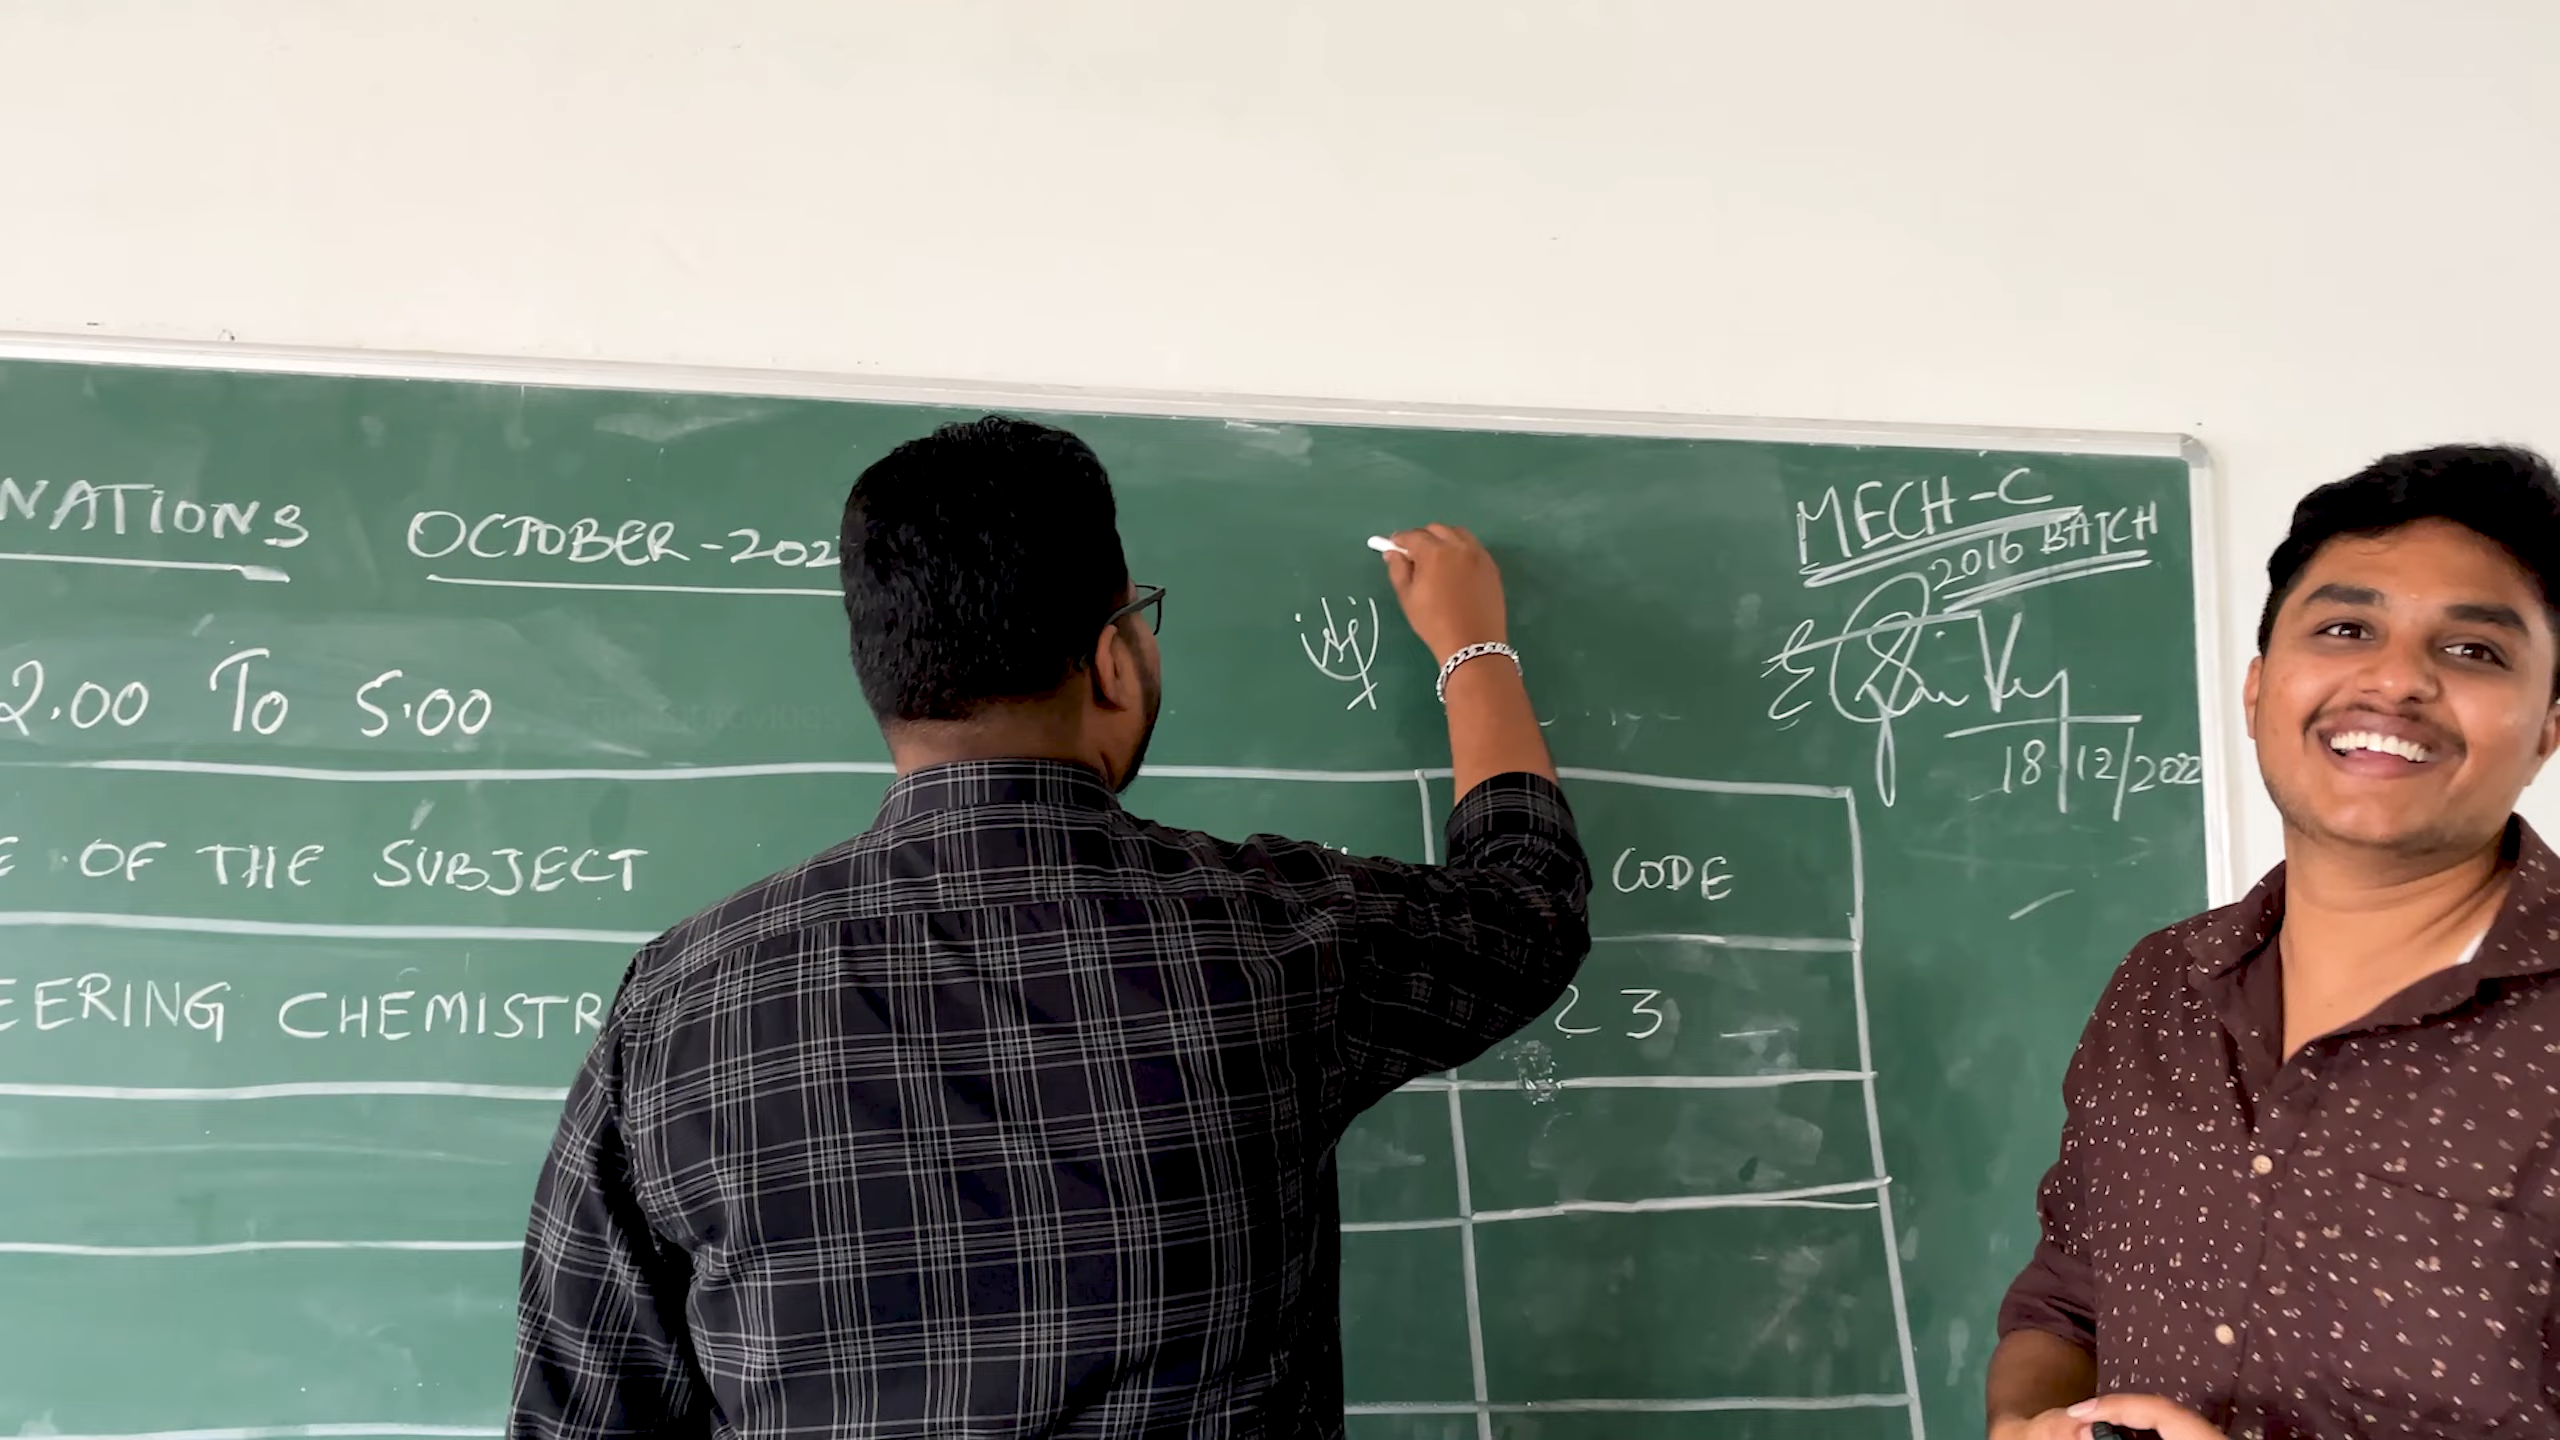 NATIONS OCTOBER-202
2.00 To 5.00
E OF THE SUBJECT
CODE
EERING CHEMISTR
23
MECH-C
2016 BATCH
18/12/2022